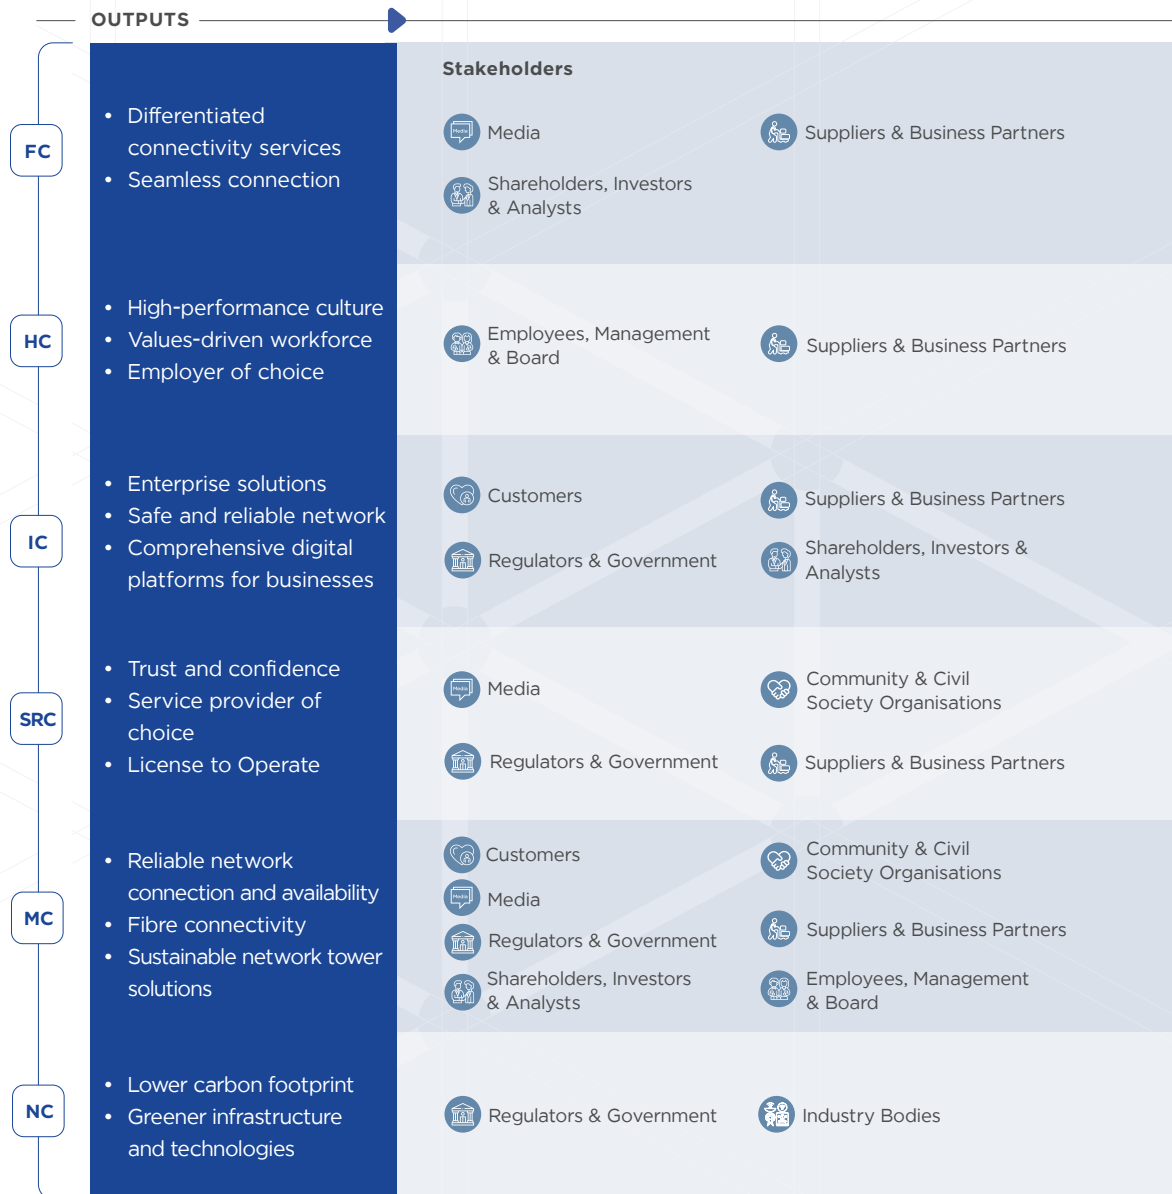 OUTPUTS
Stakeholders
FC
• Differentiated
connectivity services
• Seamless connection
Media
Suppliers & Business Partners
Shareholders, Investors
& Analysts
HC
• High-performance culture
• Values-driven workforce
• Employer of choice
Employees, Management
& Board
Suppliers & Business Partners
IC
• Enterprise solutions
• Safe and reliable network
• Comprehensive digital
platforms for businesses
Customers
Suppliers & Business Partners
Regulators & Government
Shareholders, Investors &
Analysts
SRC
• Trust and confidence
• Service provider of
choice
• License to Operate
Media
Community & Civil
Society Organisations
Regulators & Government
Suppliers & Business Partners
MC
• Reliable network
connection and availability
• Fibre connectivity
• Sustainable network tower
solutions
Customers
Community & Civil
Society Organisations
Media
Suppliers & Business Partners
Regulators & Government
Shareholders, Investors
& Analysts
Employees, Management
& Board
NC
• Lower carbon footprint
• Greener infrastructure
and technologies
Regulators & Government
Industry Bodies